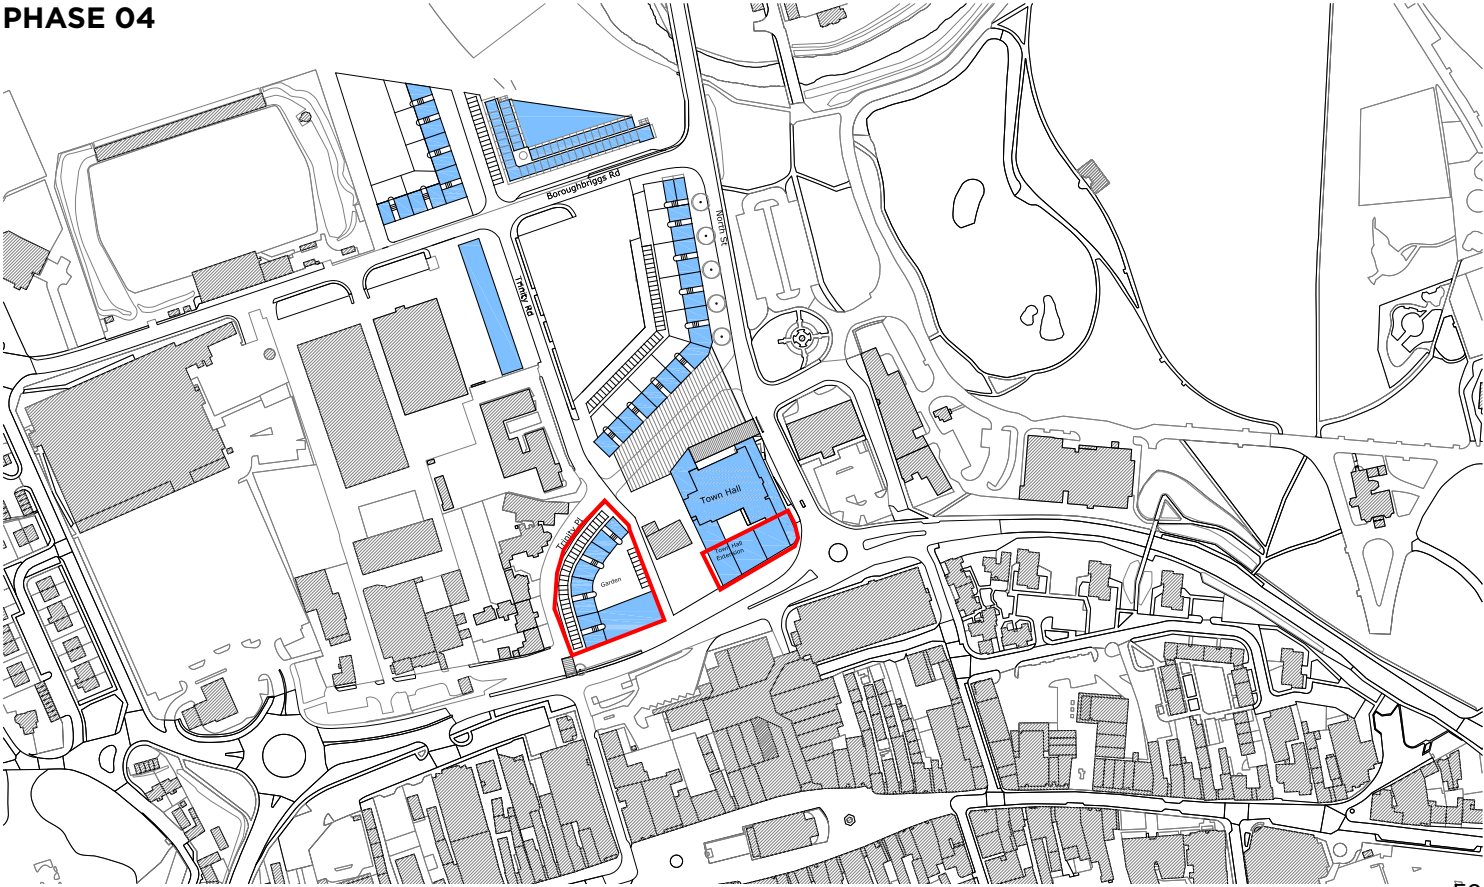 PHASE 04
Boroughbriggs Rd
North St
Trinity Rd
Town Hall
Trinity Pl
Town Hall
Extension
Garden